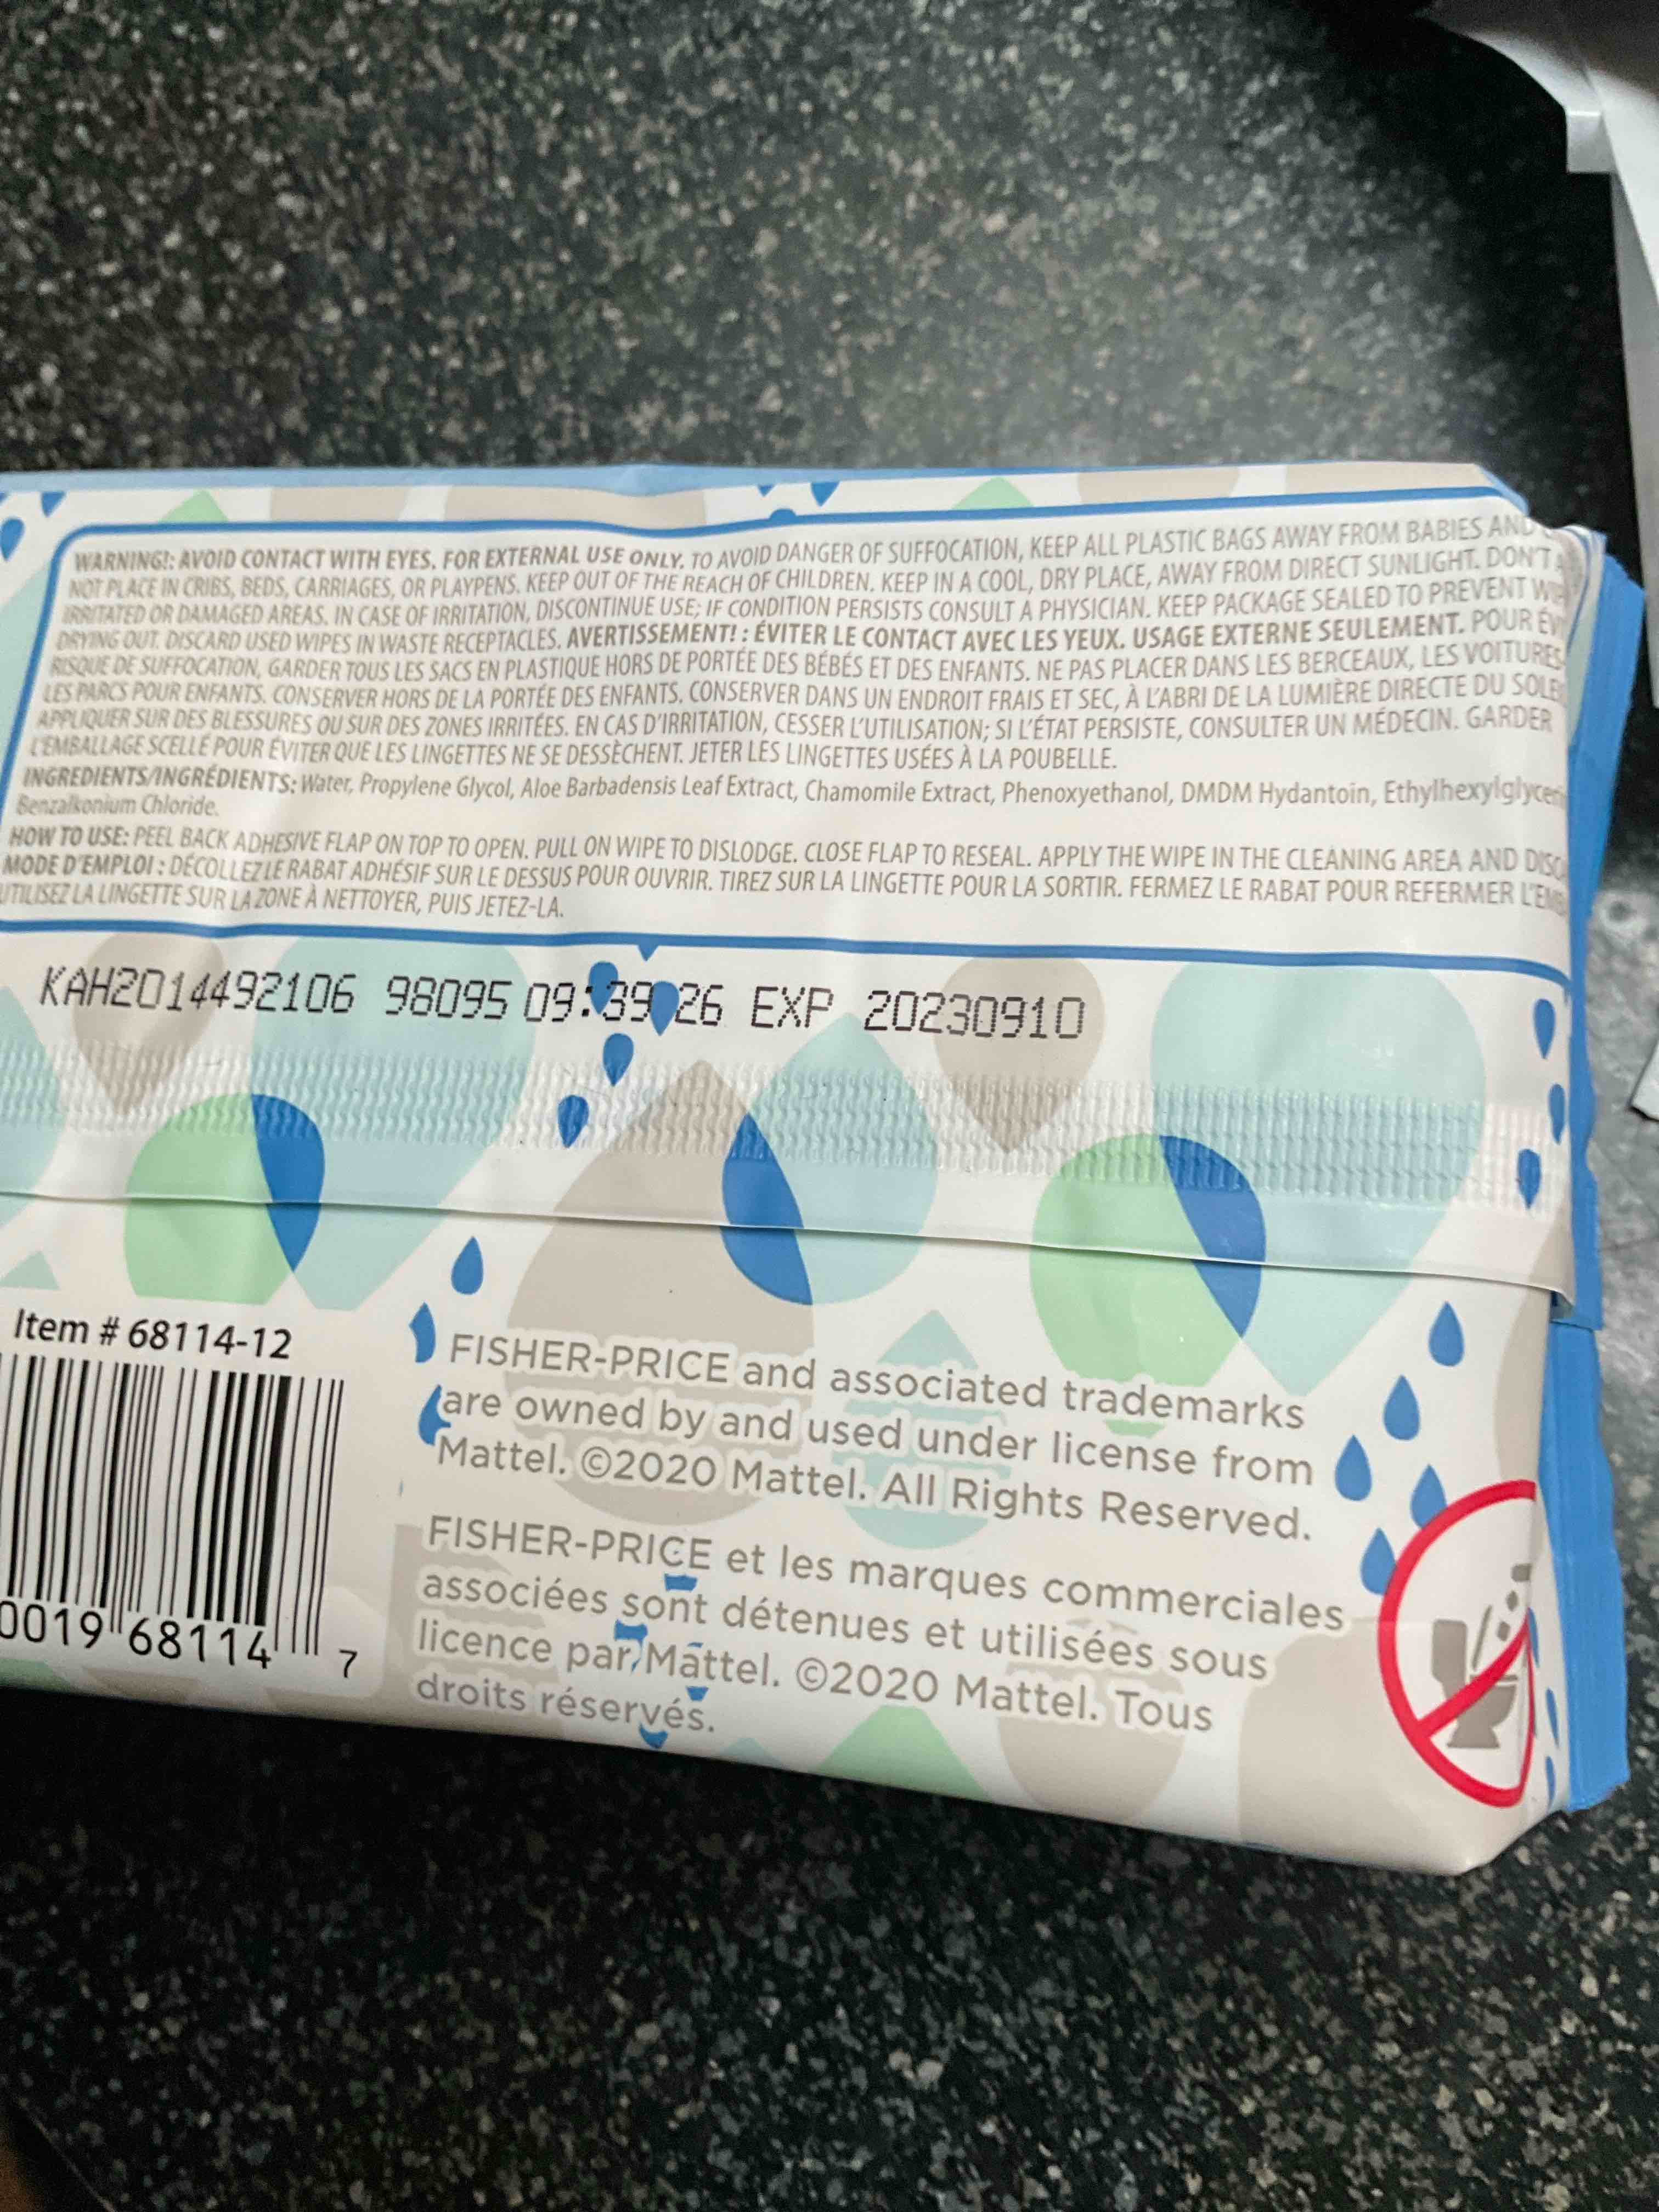 WARNING!: AVOID CONTACT WITH EYES. FOR EXTERNAL USE ONLY. TO AVOID DANGER OF SUFFOCATION, KEEP ALL PLASTIC BAGS AWAY FROM BABIES AND
NOT PLACE IN CRIBS, BEDS, CARRIAGES, OR PLAYPENS. KEEP OUT OF THE REACH OF CHILDREN. KEEP IN A COOL, DRY PLACE, AWAY FROM DIRECT SUNLIGHT. DON'T
IRRITATED OR DAMAGED AREAS. IN CASE OF IRRITATION, DISCONTINUE USE; IF CONDITION PERSISTS CONSULT A PHYSICIAN. KEEP PACKAGE SEALED TO PREVENT
DRYING OUT. DISCARD USED WIPES IN WASTE RECEPTACLES. AVERTISSEMENT! : ÉVITER LE CONTACT AVEC LES YEUX. USAGE EXTERNE SEULEMENT. POUR
RISQUE DE SUFFOCATION, GARDER TOUS LES SACS EN PLASTIQUE HORS DE PORTÉE DES BÉBÉS ET DES ENFANTS. NE PAS PLACER DANS LES BERCEAUX, LES VOITURES
LES PARCS POUR ENFANTS. CONSERVER HORS DE LA PORTÉE DES ENFANTS. CONSERVER DANS UN ENDROIT FRAIS ET SEC, À L'ABRI DE LA LUMIÈRE DIRECTE DU
APPLIQUER SUR DES BLESSURES OU SUR DES ZONES IRRITÉES. EN CAS D'IRRITATION, CESSER L'UTILISATION; SI L'ÉTAT PERSISTE, CONSULTER UN MÉDECIN. GARDER
L'EMBALLAGE SCELLÉ POUR ÉVITER QUE LES LINGETTES NE SE DESSÈCHENT. JETER LES LINGETTES USÉES À LA POUBELLE.
INGREDIENTS/INGRÉDIENTS: Water, Propylene Glycol, Aloe Barbadensis Leaf Extract, Chamomile Extract, Phenoxyethanol, DMDM Hydantoin,
Benzalkonium Chloride.
HOW TO USE: PEEL BACK ADHESIVE FLAP ON TOP TO OPEN. PULL ON WIPE TO DISLODGE. CLOSE FLAP TO RESEAL. APPLY THE WIPE IN THE CLEANING AREA AND
MODE D'EMPLOI : DÉCOLLEZ LE RABAT ADHÉSIF SUR LE DESSUS POUR OUVRIR. TIREZ SUR LA LINGETTE POUR LA SORTIR. FERMEZ LE RABAT POUR REFERMER
UTILISEZ LA LINGETTE SUR LA ZONE À NETTOYER, PUIS JETEZ-LA.
KAH2014492106 98095 09:39 26 EXP 20230910
Item # 68114-12
0019 68114 7
FISHER-PRICE and associated trademarks
are owned by and used under license from
Mattel. ©2020 Mattel. All Rights Reserved.
FISHER-PRICE et les marques commerciales
associées sont détenues et utilisées sous
licence par Mattel. ©2020 Mattel. Tous
droits réservés.